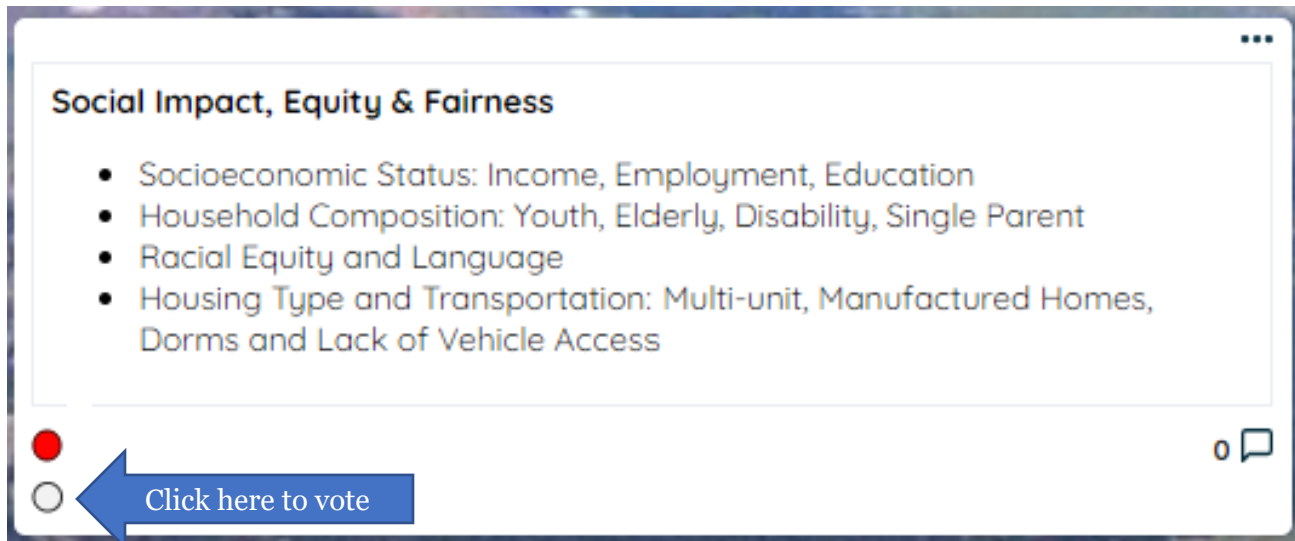 Social Impact, Equity & Fairness
• Socioeconomic Status: Income, Employment, Education
• Household Composition: Youth, Elderly, Disability, Single Parent
• Racial Equity and Language
• Housing Type and Transportation: Multi-unit, Manufactured Homes,
Dorms and Lack of Vehicle Access
0
Click here to vote